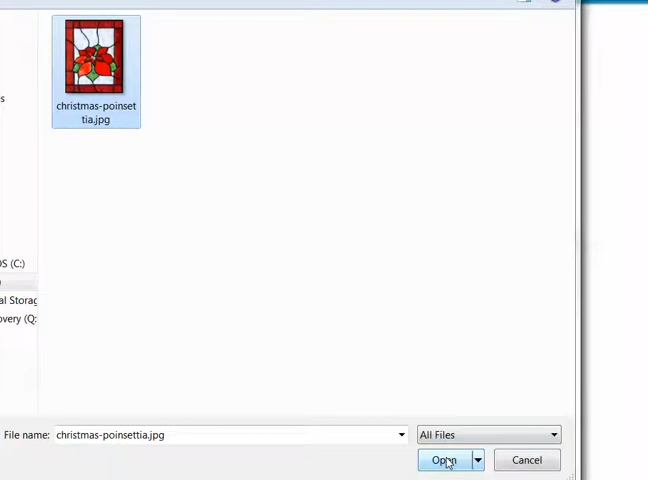 s
christmas-poinset
tia.jpg
OS (C:)
)
al Storag
overy (Q:
File name: christmas-poinsettia.jpg All Files
Open Cancel